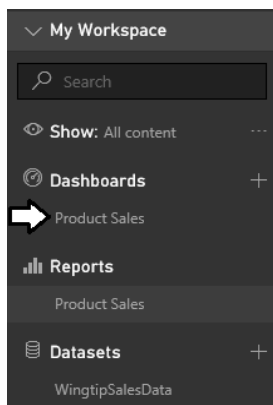 My Workspace
Search
Show: All content
Dashboards
Product Sales
Reports
Product Sales
Datasets
WingtipSalesData